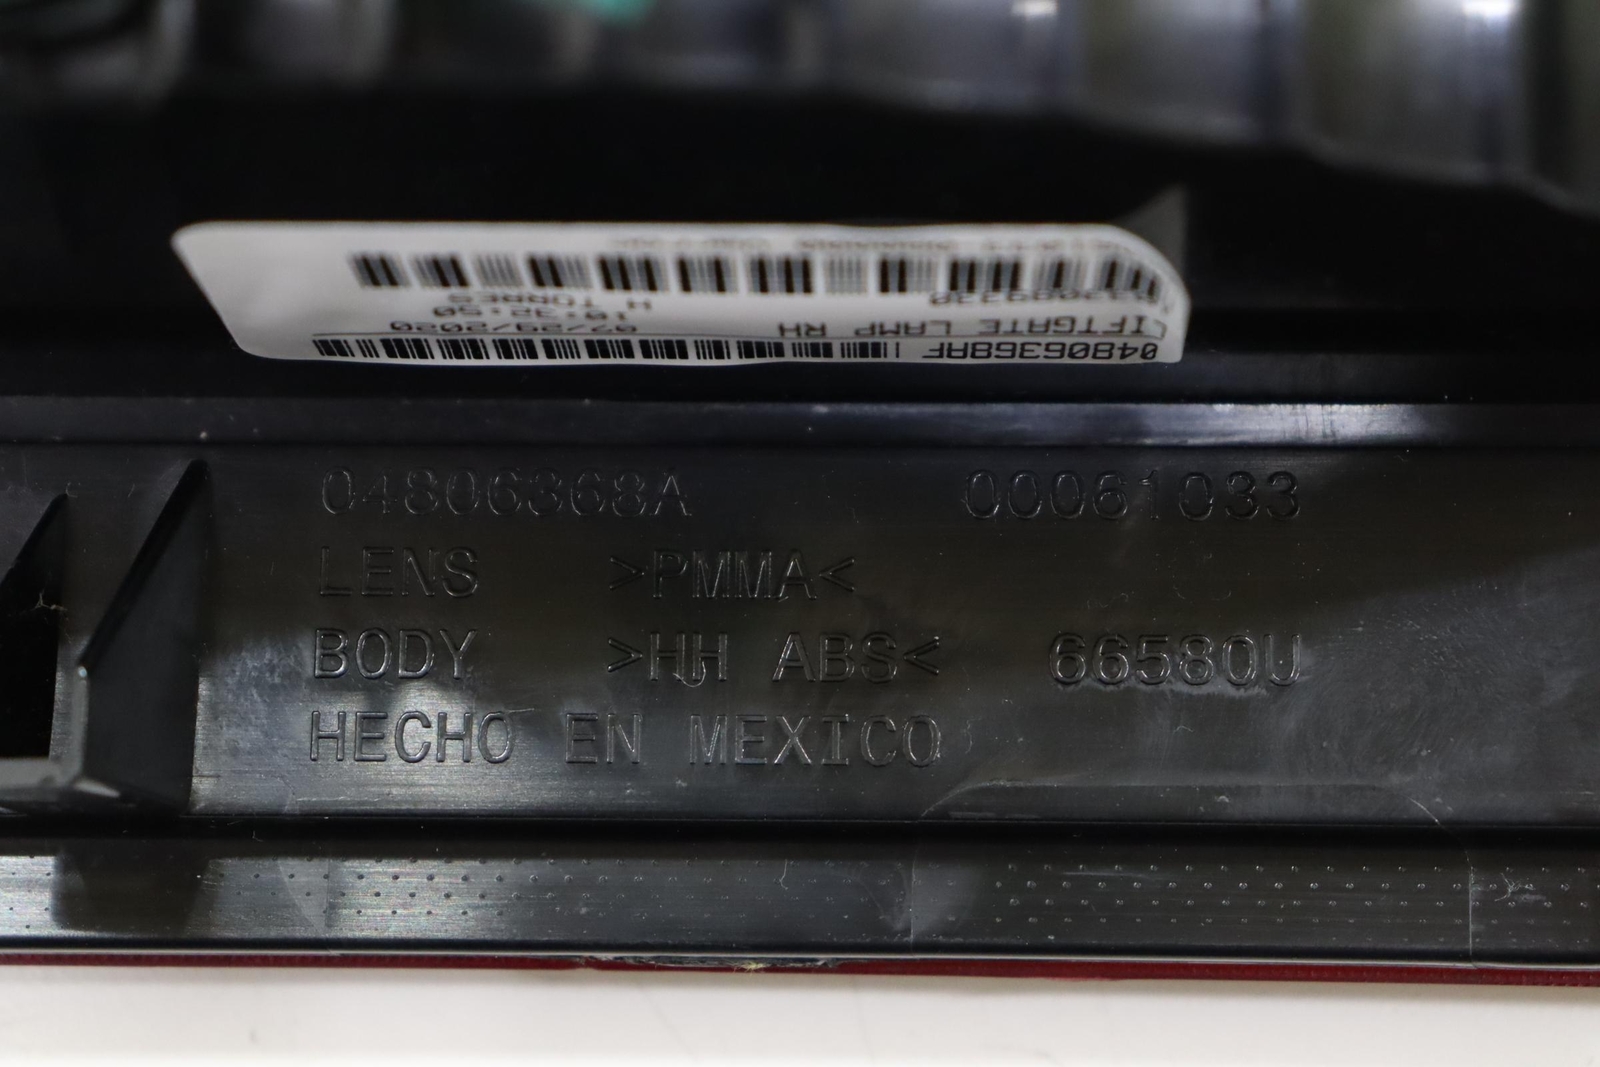 04806368AF
LIFTGATE LAMP RH 07/29/2020
10:32:50
W TORRES
04806368A 00061033
LENS >PMMA<
BODY >HH ABS< 66580U
HECHO EN MEXICO